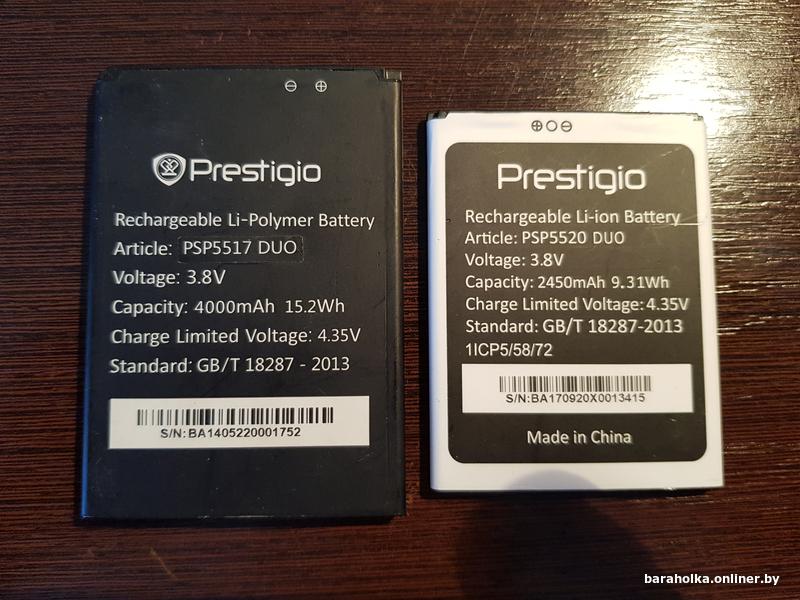 Prestigio
Rechargeable Li-Polymer Battery
Article: PSP5517 DUO
Voltage: 3.8V
Capacity: 4000mAh 15.2Wh
Charge Limited Voltage: 4.35V
Standard: GB/T 18287 - 2013
S/N:BA1405220001752
Prestigio
Rechargeable Li-ion Battery
Article: PSP5520 DUO
Voltage: 3.8V
Capacity: 2450mAh 9.31Wh
Charge Limited Voltage: 4.35V
Standard: GB/T 18287-2013
1ICP5/58/72
S/N:BA170920X0013415
Made in China
baraholka.onliner.by